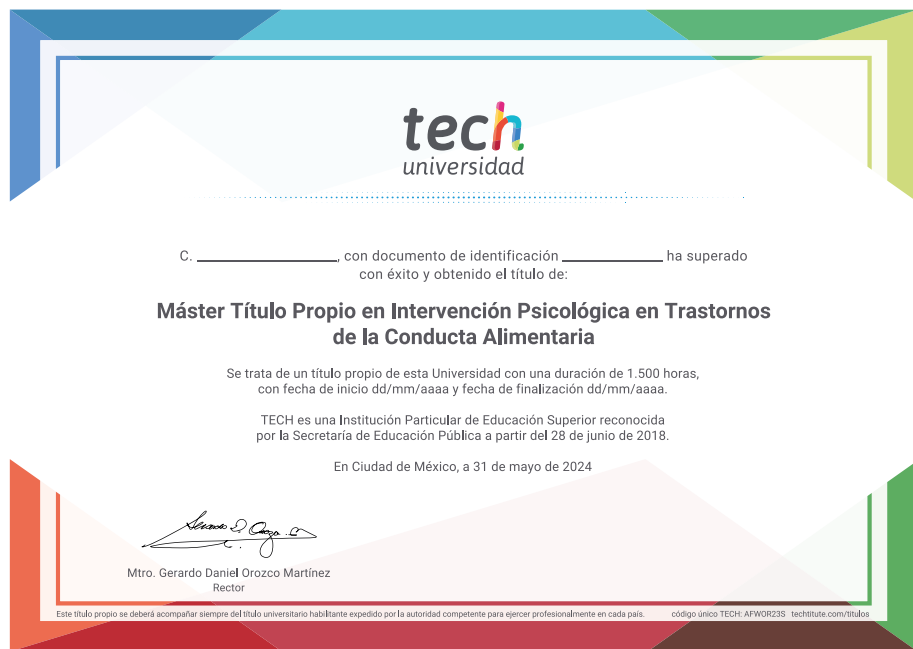 tech
universidad
C. ____________________, con documento de identificación ______________ ha superado
con éxito y obtenido el título de:
Máster Título Propio en Intervención Psicológica en Trastornos
de la Conducta Alimentaria
Se trata de un título propio de esta Universidad con una duración de 1.500 horas,
con fecha de inicio dd/mm/aaaa y fecha de finalización dd/mm/aaaa.
TECH es una Institución Particular de Educación Superior reconocida
por la Secretaría de Educación Pública a partir del 28 de junio de 2018.
En Ciudad de México, a 31 de mayo de 2024
Mtro. Gerardo Daniel Orozco Martínez
Rector
Este título propio se deberá acompañar siempre del título universitario habilitante expedido por la autoridad competente para ejercer profesionalmente en cada país. código único TECH: AFWOR23S techtitute.com/titulos